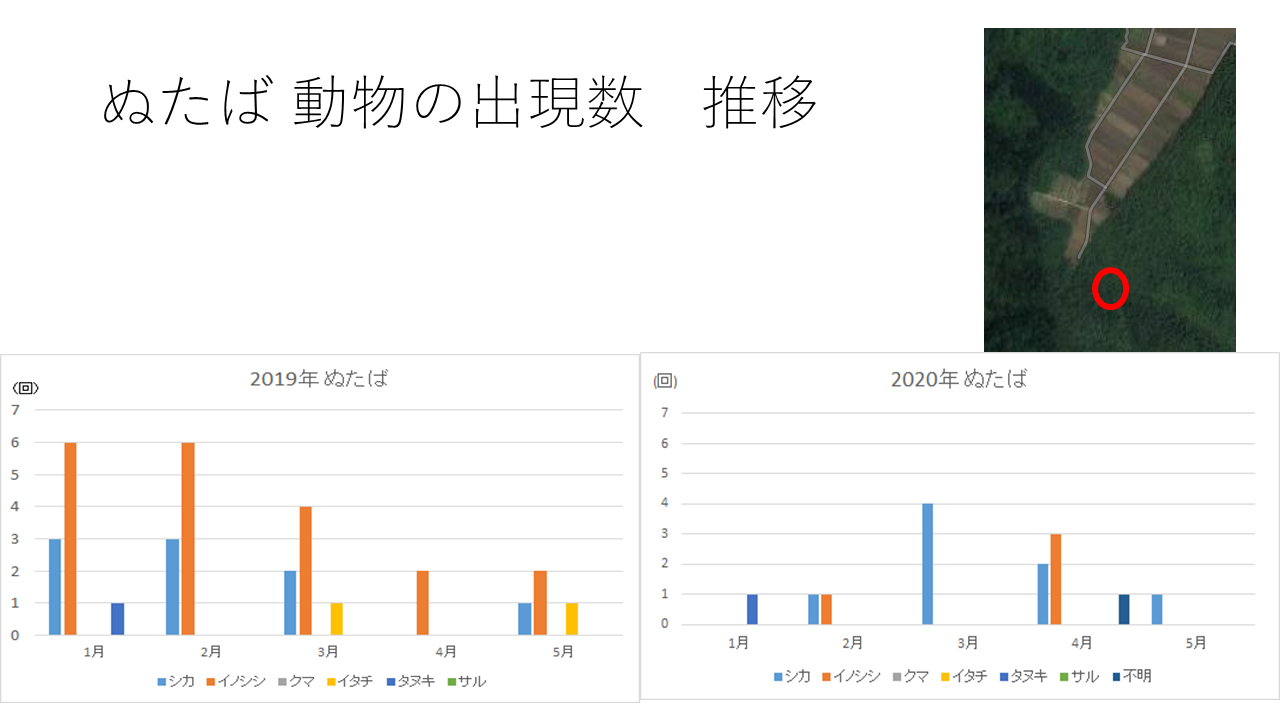 ぬたば 動物の出現数　推移
2019年 ぬたば
(回)
7
6
5
4
3
2
1
0
1月 2月 3月 4月 5月
シカ イノシシ クマ イタチ タヌキ サル
2020年 ぬたば
(回)
7
6
5
4
3
2
1
0
1月 2月 3月 4月 5月
シカ イノシシ クマ イタチ タヌキ サル 不明